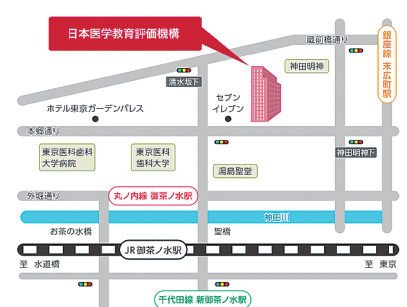 日本医学教育評価機構
蔵前橋通り
銀座線 末広町駅
神田明神
清水坂下
ホテル東京ガーデンパレス
セブン
イレブン
本郷通り
東京医科歯科
大学病院
東京医科
歯科大学
神田明神下
湯島聖堂
外堀通り
丸ノ内線 御茶ノ水駅
神田川
お茶の水橋
聖橋
JR御茶ノ水駅
至 水道橋
至 東京
千代田線 新御茶ノ水駅